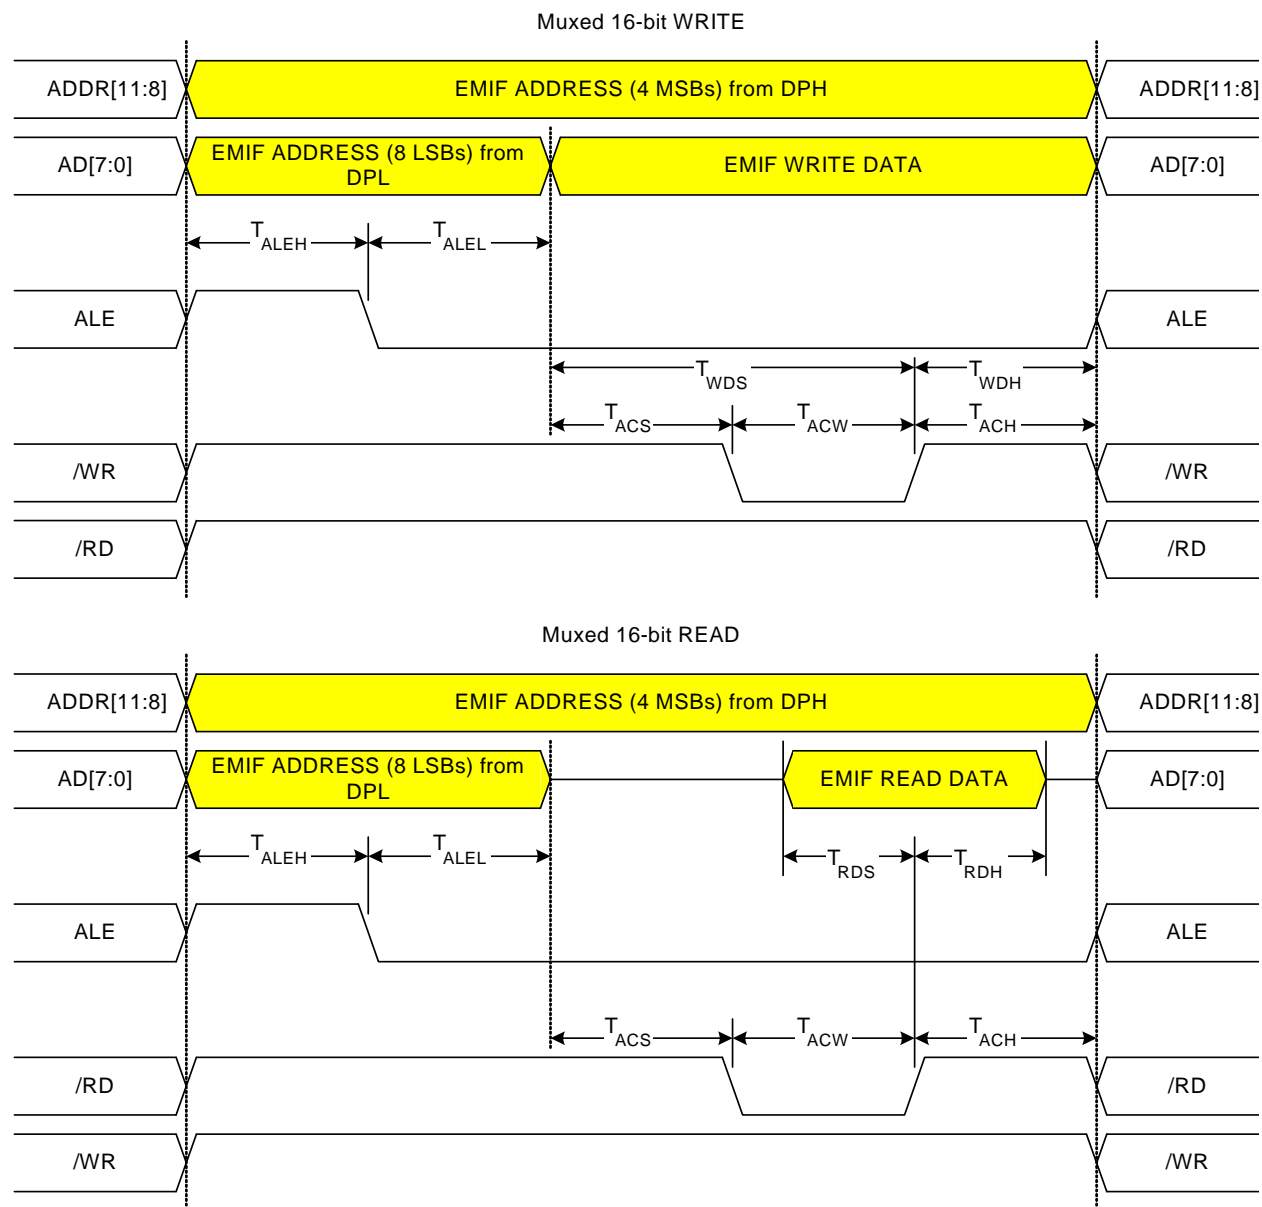 Muxed 16-bit WRITE
ADDR[11:8] EMIF ADDRESS (4 MSBs) from DPH ADDR[11:8]
AD[7:0] EMIF ADDRESS (8 LSBs) from
DPL EMIF WRITE DATA AD[7:0]
TALEH TALEL
ALE ALE
TWDS TWDH
TACS TACW TACH
/WR /WR
/RD /RD
Muxed 16-bit READ
ADDR[11:8] EMIF ADDRESS (4 MSBs) from DPH ADDR[11:8]
AD[7:0] EMIF ADDRESS (8 LSBs) from
DPL EMIF READ DATA AD[7:0]
TALEH TALEL TRDS TRDH
ALE ALE
TACS TACW TACH
/RD /RD
/WR /WR